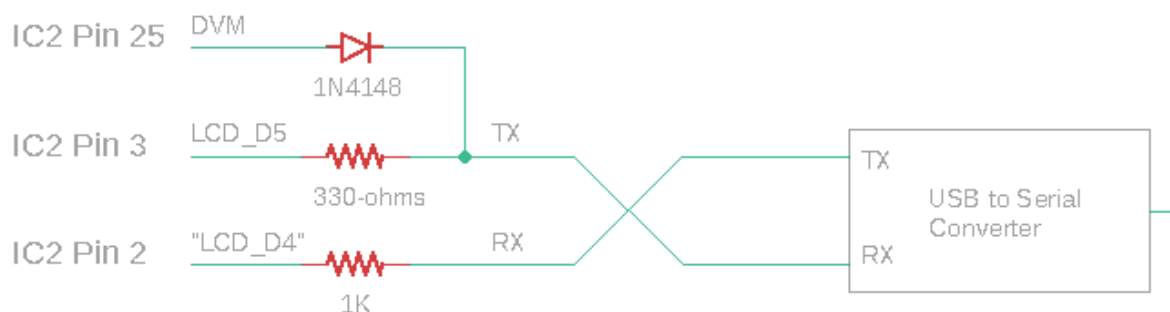 IC2 Pin 25
DVM
1N4148
IC2 Pin 3
LCD_D5
TX
330-ohms
IC2 Pin 2
"LCD_D4"
RX
1K
TX
USB to Serial
Converter
RX